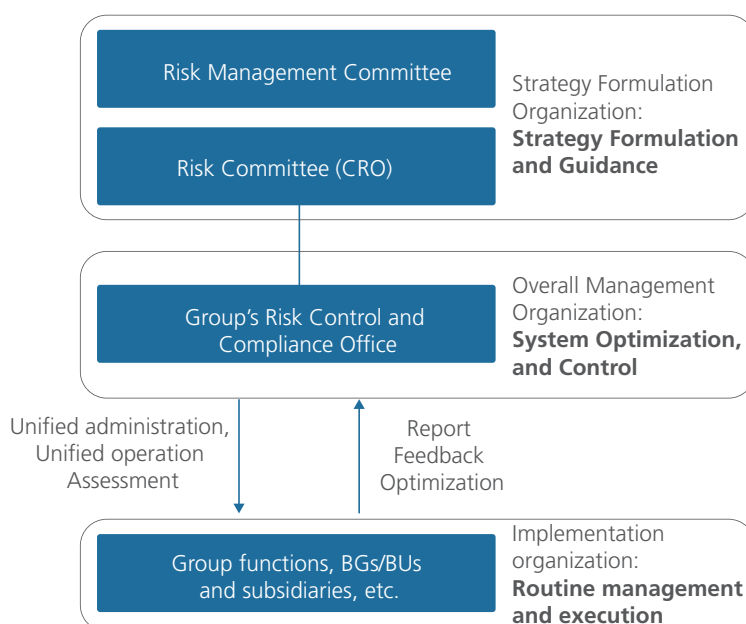 Risk Management Committee
Risk Committee (CRO)
Strategy Formulation
Organization:
Strategy Formulation
and Guidance
Group’s Risk Control and
Compliance Office
Overall Management
Organization:
System Optimization,
and Control
Unified administration,
Unified operation
Assessment
Report
Feedback
Optimization
Group functions, BGs/BUs
and subsidiaries, etc.
Implementation
organization:
Routine management
and execution